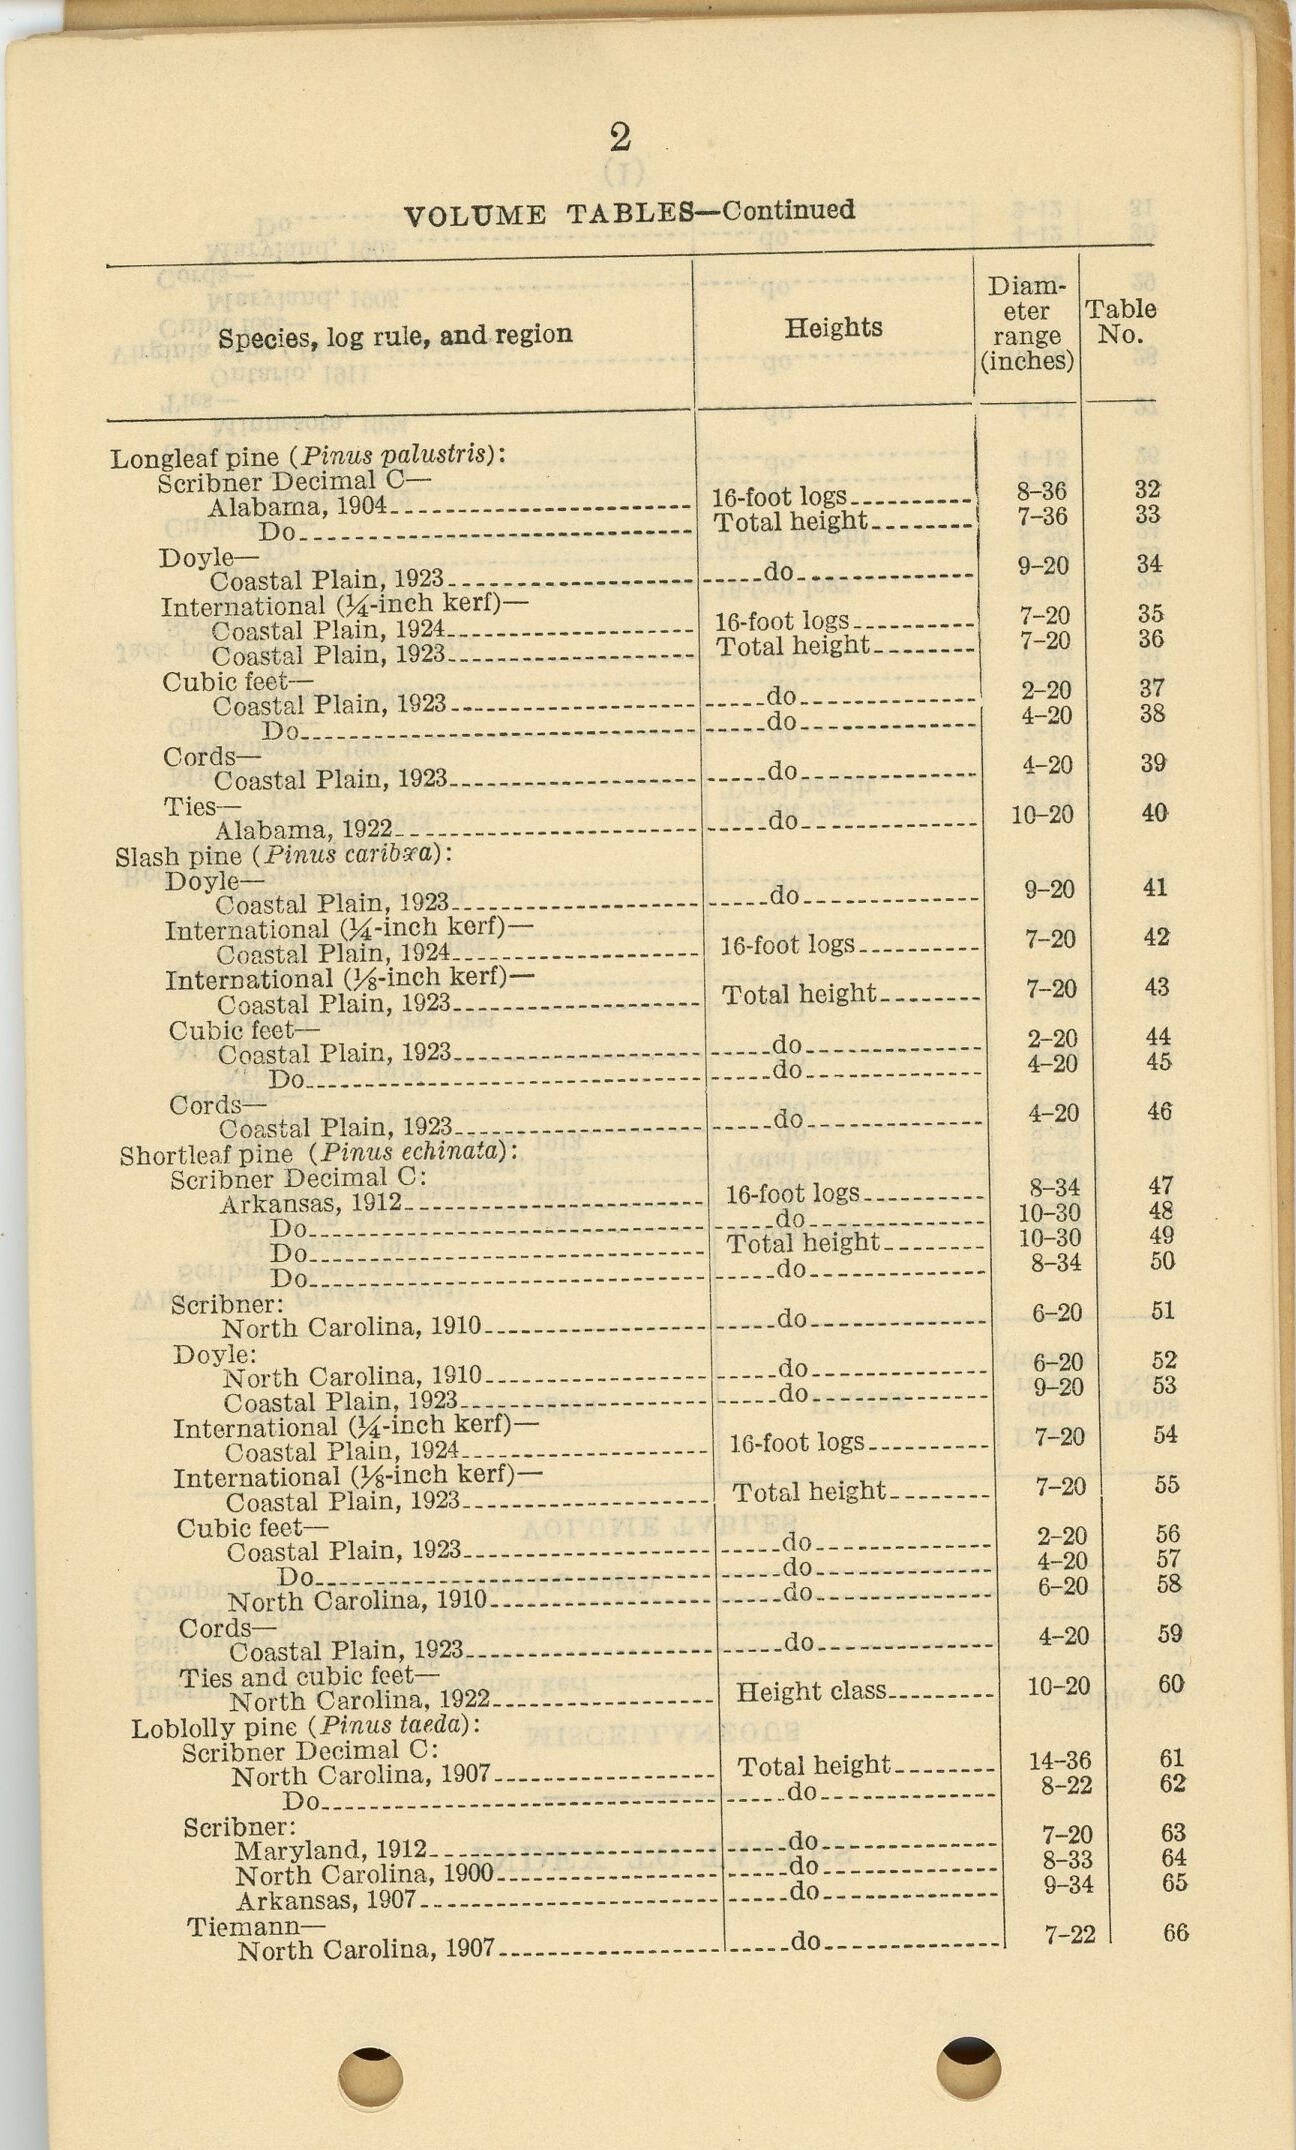 2
VOLUME TABLES—Continued
Species, log rule, and region | Heights | Diam-eter range (inches) | Table No.
Longleaf pine (Pinus palustris):
Scribner Decimal C—
Alabama, 1904 | 16-foot logs | 8–36 | 32
Do | Total height | 7–36 | 33
Doyle—
Coastal Plain, 1923 | do | 9–20 | 34
International (¼-inch kerf)—
Coastal Plain, 1924 | 16-foot logs | 7–20 | 35
Coastal Plain, 1923 | Total height | 7–20 | 36
Cubic feet—
Coastal Plain, 1923 | do | 2–20 | 37
Do | do | 4–20 | 38
Cords—
Coastal Plain, 1923 | do | 4–20 | 39
Ties—
Alabama, 1922 | do | 10–20 | 40
Slash pine (Pinus caribæa):
Doyle—
Coastal Plain, 1923 | do | 9–20 | 41
International (¼-inch kerf)—
Coastal Plain, 1924 | 16-foot logs | 7–20 | 42
International (⅛-inch kerf)—
Coastal Plain, 1923 | Total height | 7–20 | 43
Cubic feet—
Coastal Plain, 1923 | do | 2–20 | 44
Do | do | 4–20 | 45
Cords—
Coastal Plain, 1923 | do | 4–20 | 46
Shortleaf pine (Pinus echinata):
Scribner Decimal C:
Arkansas, 1912 | 16-foot logs | 8–34 | 47
Do | do | 10–30 | 48
Do | Total height | 10–30 | 49
Do | do | 8–34 | 50
Scribner:
North Carolina, 1910 | do | 6–20 | 51
Doyle:
North Carolina, 1910 | do | 6–20 | 52
Coastal Plain, 1923 | do | 9–20 | 53
International (¼-inch kerf)—
Coastal Plain, 1924 | 16-foot logs | 7–20 | 54
International (⅛-inch kerf)—
Coastal Plain, 1923 | Total height | 7–20 | 55
Cubic feet—
Coastal Plain, 1923 | do | 2–20 | 56
Do | do | 4–20 | 57
North Carolina, 1910 | do | 6–20 | 58
Cords—
Coastal Plain, 1923 | do | 4–20 | 59
Ties and cubic feet—
North Carolina, 1922 | Height class | 10–20 | 60
Loblolly pine (Pinus taeda):
Scribner Decimal C:
North Carolina, 1907 | Total height | 14–36 | 61
Do | do | 8–22 | 62
Scribner:
Maryland, 1912 | do | 7–20 | 63
North Carolina, 1900 | do | 8–33 | 64
Arkansas, 1907 | do | 9–34 | 65
Tiemann—
North Carolina, 1907 | do | 7–22 | 66